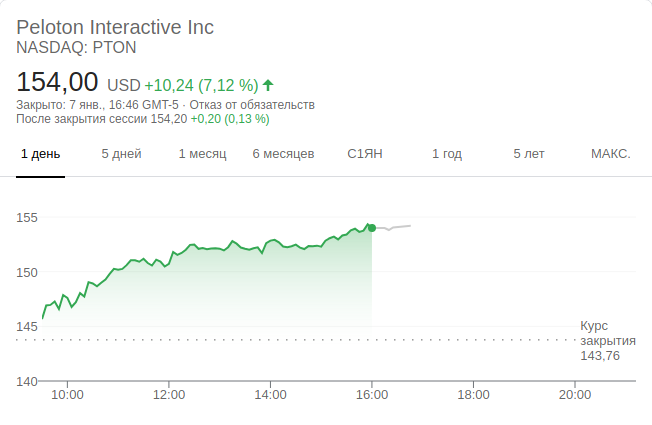 Peloton Interactive Inc
NASDAQ: PTON
154,00 USD +10,24 (7,12 %)
Закрыто: 7 янв., 16:46 GMT-5 · Отказ от обязательств
После закрытия сессии 154,20 +0,20 (0,13 %)
1 день 5 дней 1 месяц 6 месяцев С1ЯН 1 год 5 лет МАКС.
155
150
145
Курс
закрытия
143,76
140
10:00 12:00 14:00 16:00 18:00 20:00